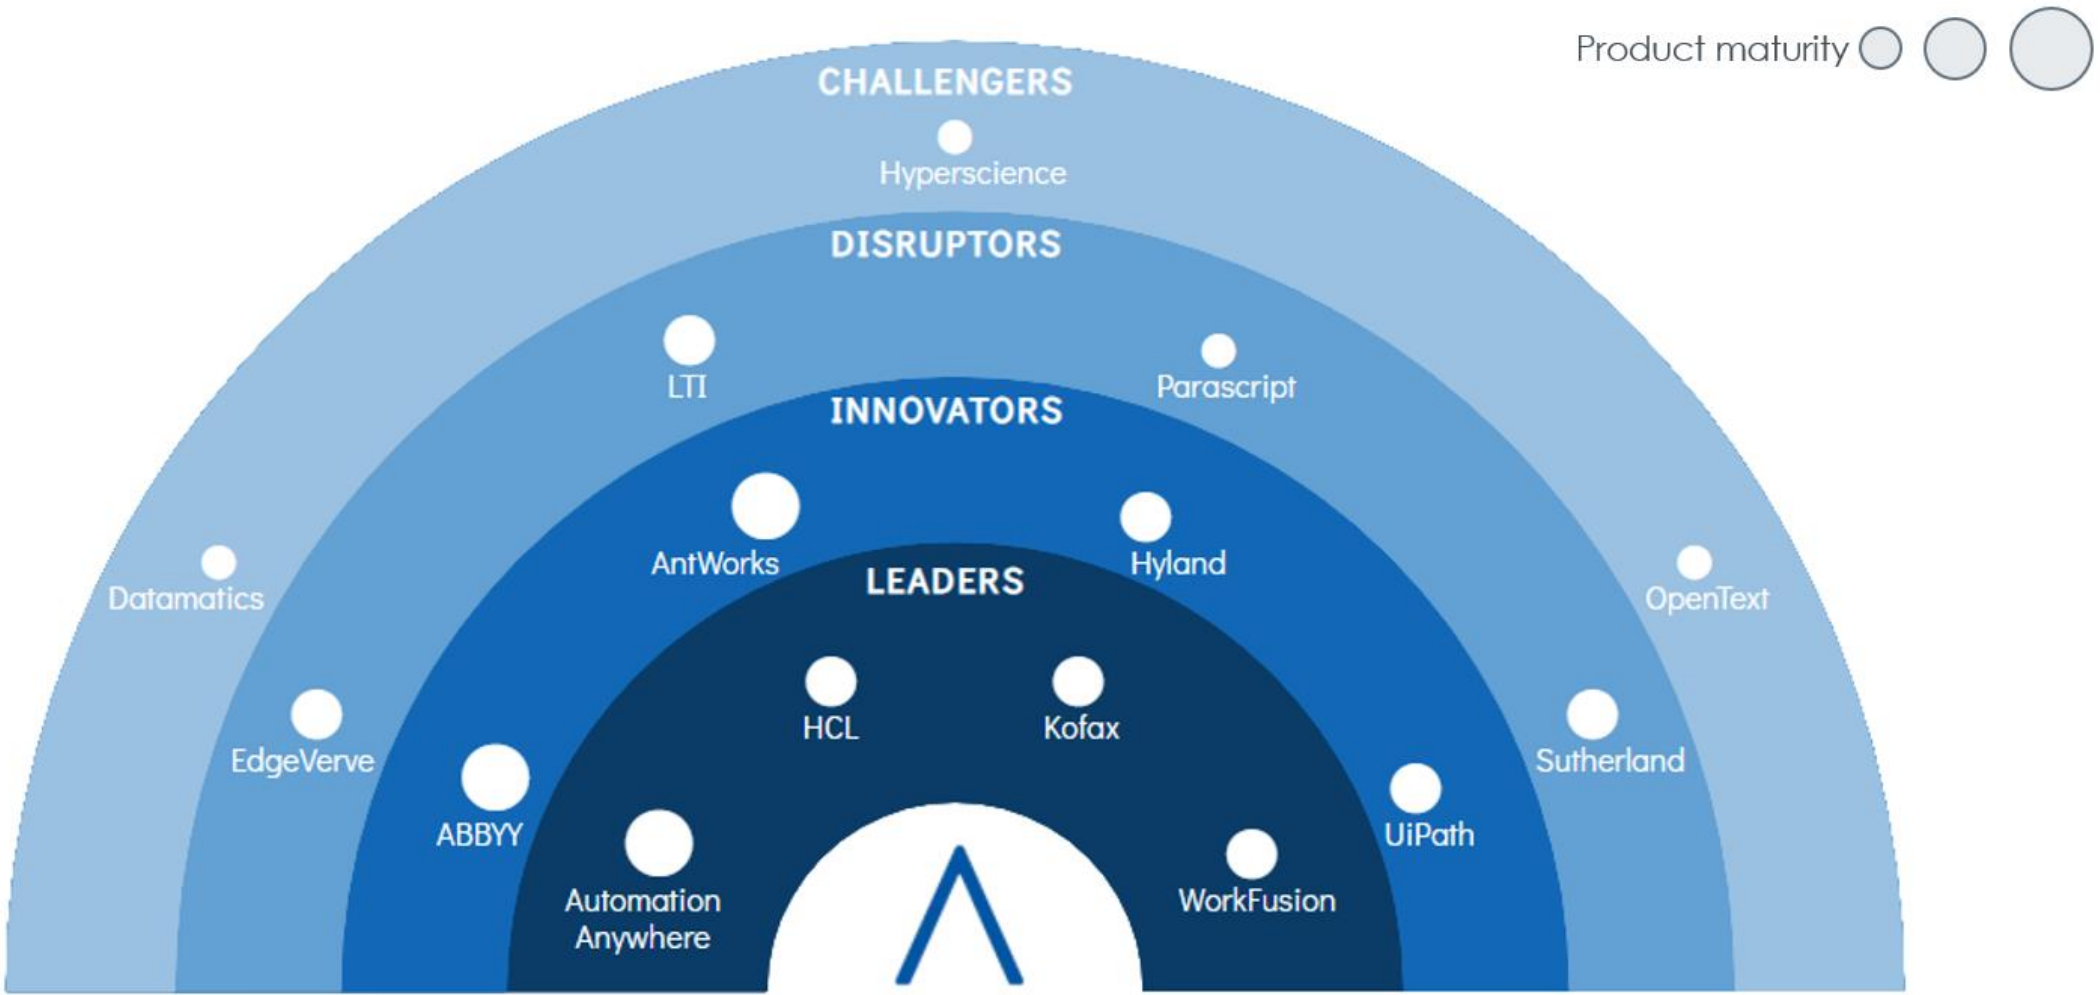 Product maturity
CHALLENGERS
Hyperscience
DISRUPTORS
LTI
Parascript
INNOVATORS
AntWorks
Hyland
LEADERS
Datamatics
OpenText
HCL
Kofax
EdgeVerve
Sutherland
ABBYY
UiPath
Automation
Anywhere
WorkFusion